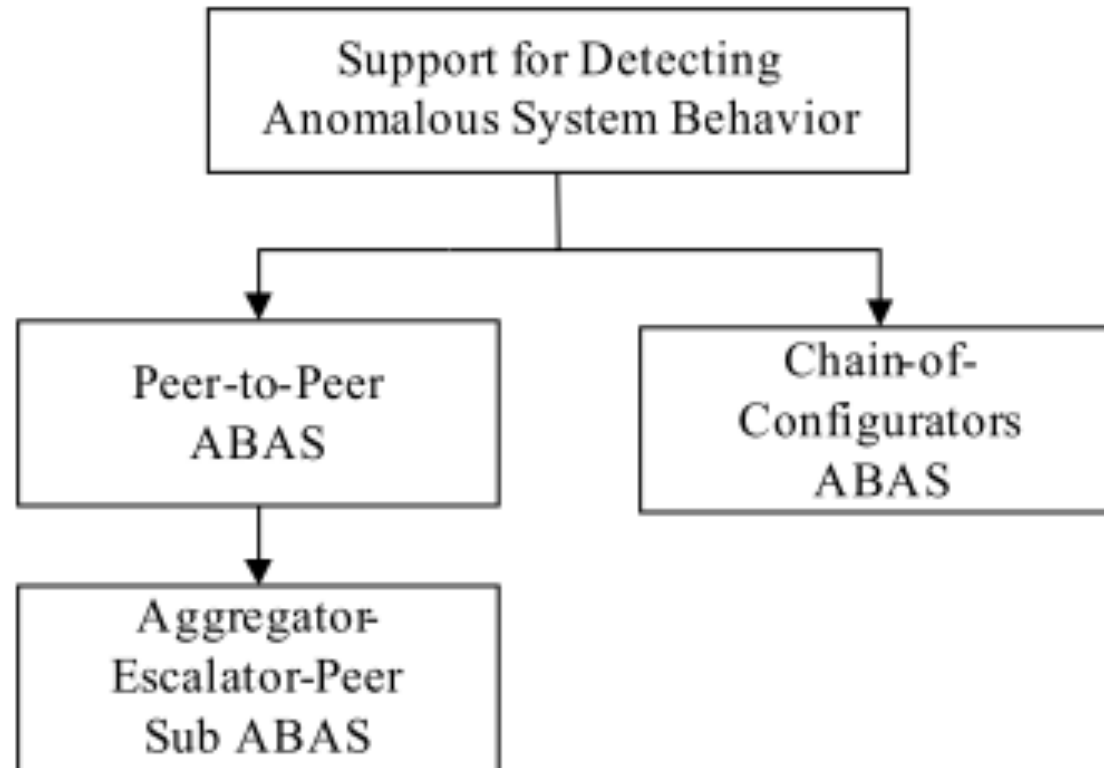 Support for Detecting
Anomalous System Behavior
Peer-to-Peer
ABAS
Chain-of-
Configurators
ABAS
Aggregator-
Escalator-Peer
Sub ABAS